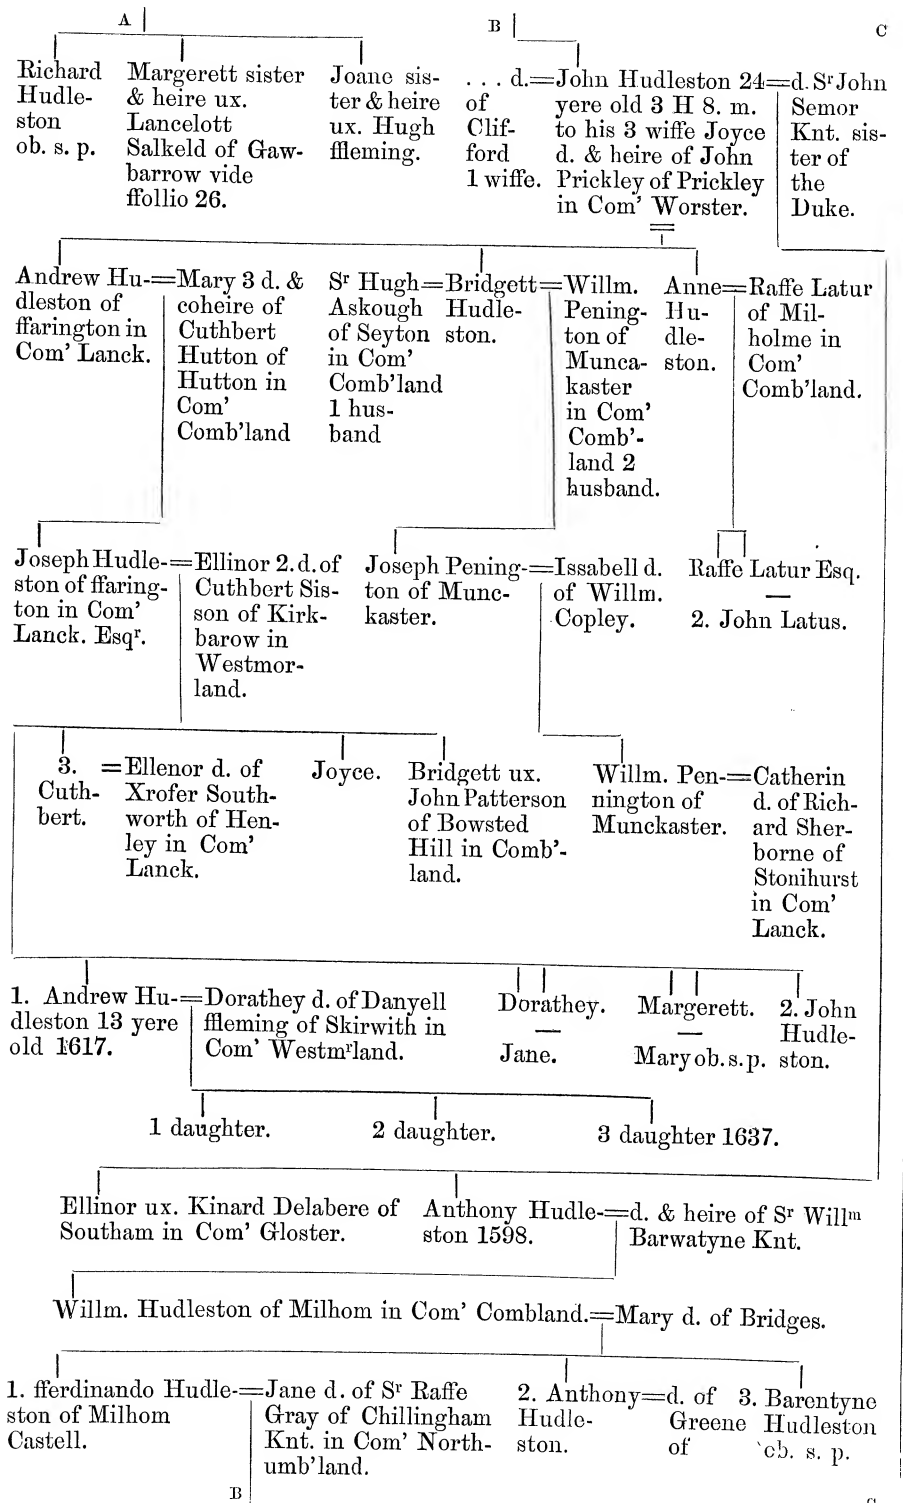 A
B
C
Richard
Hudle-
ston
ob. s. p.
Margerett sister
& heire ux.
Lancelott
Salkeld of Gaw-
barrow vide
ffollio 26.
Joane sis-
ter & heire
ux. Hugh
ffleming.
. . . d.=
of
Clif-
ford
1 wiffe.
John Hudleston 24=
yere old 3 H 8. m.
to his 3 wiffe Joyce
d. & heire of John
Prickley of Prickley
in Com' Worster.
d. Sr John
Semor
Knt. sis-
ter of
the
Duke.
Andrew Hu-=
dleston of
ffarington in
Com' Lanck.
Mary 3 d. &
coheire of
Cuthbert
Hutton of
Hutton in
Com'
Comb'land
Sr Hugh=
Askough
of Seyton
in Com'
Comb'land
1 hus-
band
Bridgett=
Hudle-
ston.
Willm.
Pening-
ton of
Munca-
kaster
in Com'
Comb'-
land 2
husband.
Anne=
Hu-
dle-
ston.
Raffe Latur
of Mil-
holme in
Com'
Comb'land.
Joseph Hudle-=
ston of ffaring-
ton in Com'
Lanck. Esqr.
Ellinor 2. d. of
Cuthbert Sis-
son of Kirk-
barow in
Westmor-
land.
Joseph Pening-=
ton of Munc-
kaster.
Issabell d.
of Willm.
Copley.
Raffe Latur Esq.
—
2. John Latus.
3. =
Cuth-
bert.
Ellenor d. of
Xrofer South-
worth of Hen-
ley in Com'
Lanck.
Joyce.
Bridgett ux.
John Patterson
of Bowsted
Hill in Comb'-
land.
Willm. Pen-=
nington of
Munckaster.
Catherin
d. of Rich-
ard Sher-
borne of
Stonihurst
in Com'
Lanck.
1. Andrew Hu-=
dleston 13 yere
old 1617.
Dorathey d. of Danyell
ffleming of Skirwith in
Com' Westmrland.
Dorathey.
—
Jane.
Margerett.
—
Mary ob. s. p.
2. John
Hudle-
ston.
1 daughter.
2 daughter.
3 daughter 1637.
Ellinor ux. Kinard Delabere of
Southam in Com' Gloster.
Anthony Hudle-=
ston 1598.
d. & heire of Sr Willm
Barwatyne Knt.
Willm. Hudleston of Milhom in Com' Combland.=Mary d. of Bridges.
1. fferdinando Hudle-=
ston of Milhom
Castell.
Jane d. of Sr Raffe
Gray of Chillingham
Knt. in Com' North-
umb'land.
2. Anthony=
Hudle-
ston.
d. of
Greene
of
3. Barentyne
Hudleston
ob. s. p.
B